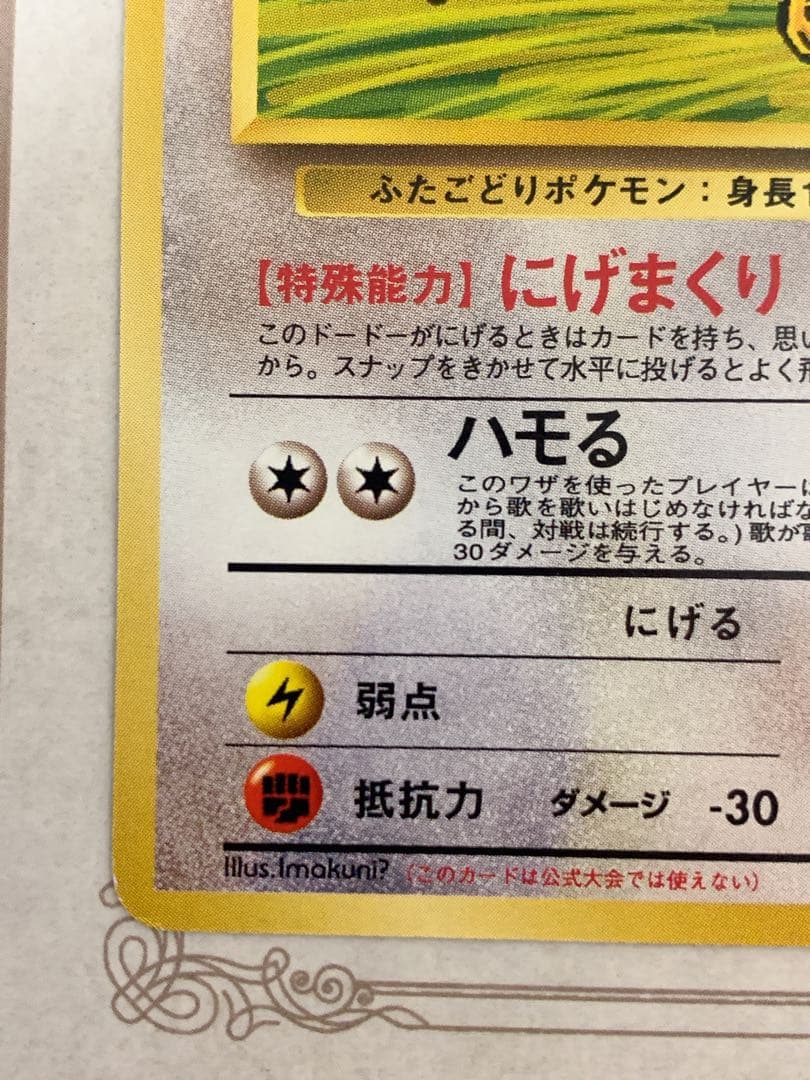 ふたごどりポケモン：身長
【特殊能力】にげまくり
このドードーがにげるときはカードを持ち、思い
から。スナップをきかせて水平に投げるとよく飛
ハモる
このワザを使ったプレイヤーに
から歌を歌いはじめなければな
る間、対戦は続行する。)歌が
30ダメージを与える。
にげる
弱点
抵抗力 ダメージ -30
Illus.Imakuni? (このカードは公式大会では使えない)